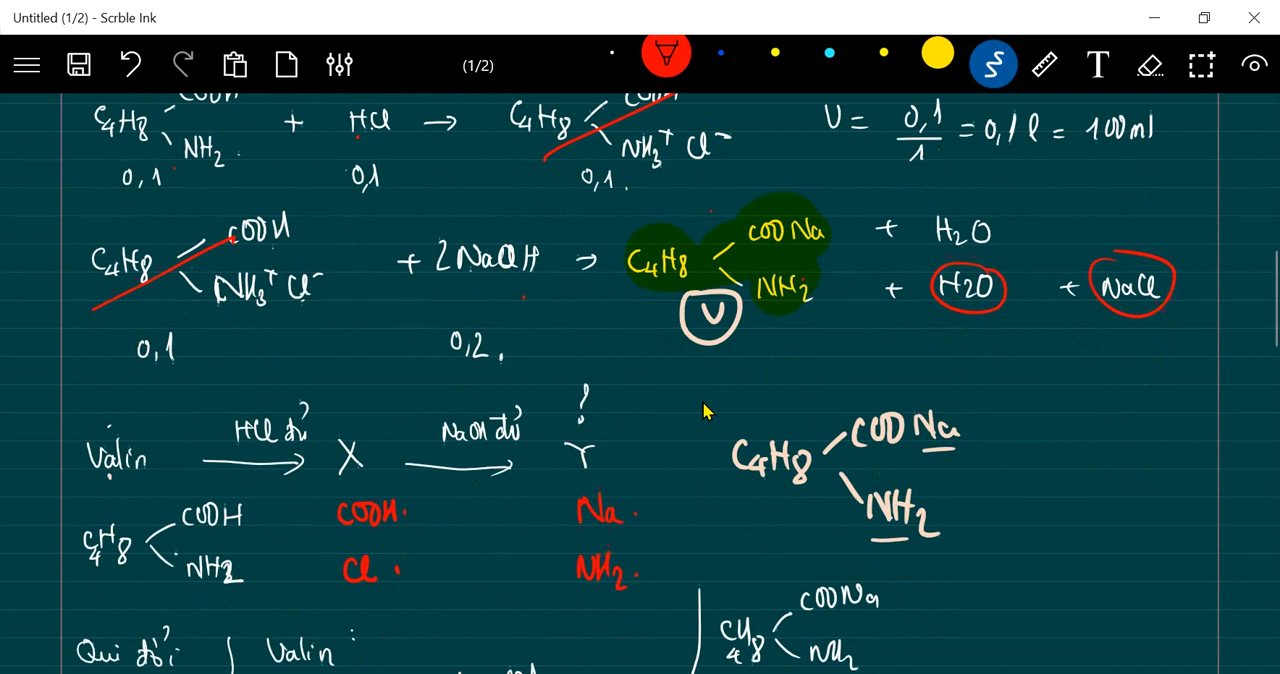 Untitled (1/2) - Scrble Ink
(1/2)
C4H8 COOH NH2 + HCl → C4H8 COOH NH3+ Cl-
V = 0,1/1 = 0,1 l = 100 ml
0,1 0,1 0,1
C4H8 COOH NH3+ Cl- + 2NaOH → C4H8 COONa NH2 + H2O
+ H2O + NaCl
V
0,1 0,2
?
Valin HCl đủ → X NaOH đủ → Y
C4H8 COONa NH2
C4H8 COOH NH2
COOH Na
Cl NH2
Qui đổi Valin:
C4H8 COONa NH2